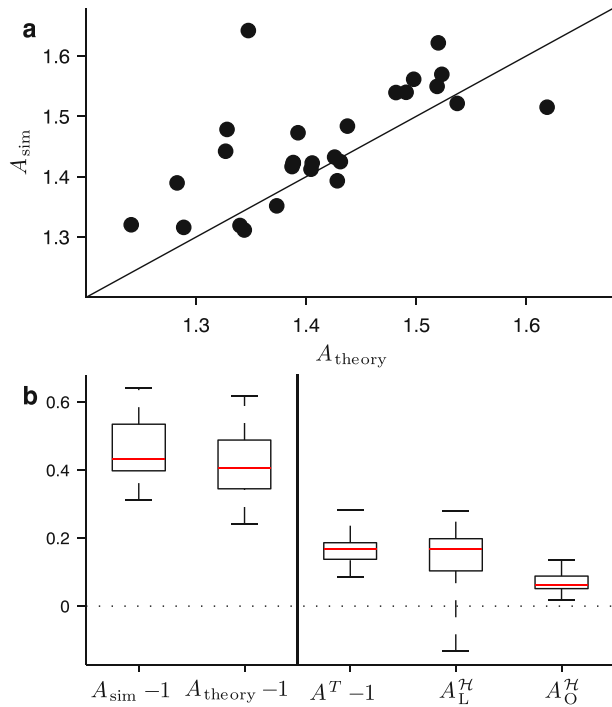 a
1.6
1.5
1.4
1.3
A_sim
1.3 1.4 1.5 1.6
A_theory
b
0.6
0.4
0.2
0
A_sim −1 A_theory −1 A^T −1 A_L^ℋ A_O^ℋ